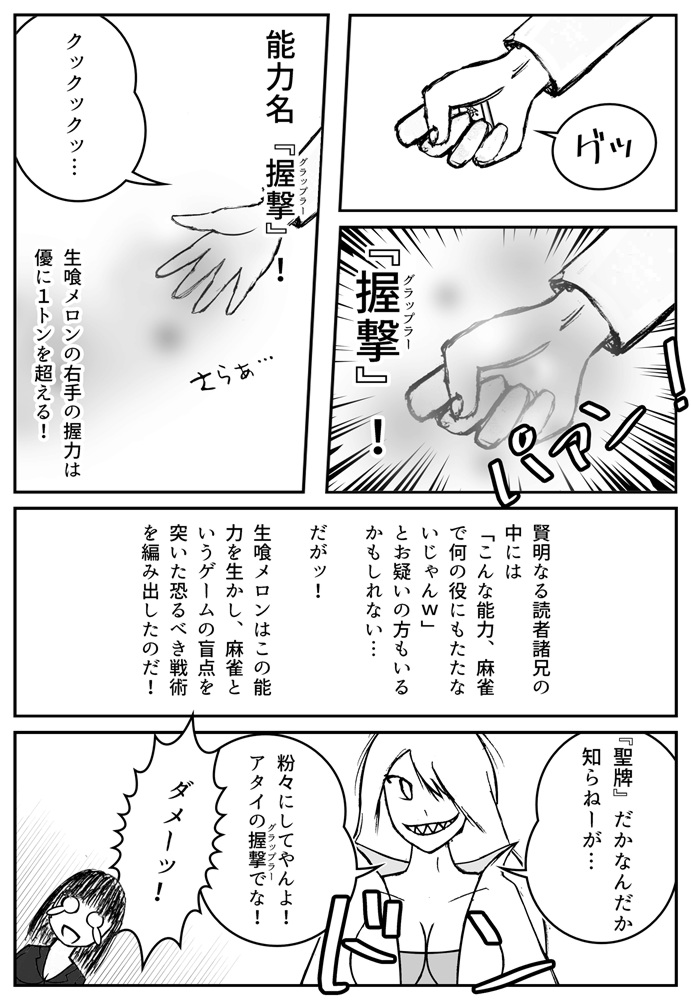 グッ
『握撃』！
グラップラー
パァン！
能力名『握撃』！
グラップラー
クックックッ…
さらぁ…
生喰メロンの右手の握力は
優に１トンを超える！
賢明なる読者諸兄の
中には
「こんな能力、麻雀
で何の役にもたたな
いじゃんｗ」
とお疑いの方もいる
かもしれない…
だがッ！
生喰メロンはこの能
力を生かし、麻雀と
いうゲームの盲点を
突いた恐るべき戦術
を編み出したのだ！
『聖牌』だかなんだか
知らねーが…
粉々にしてやんよ！
アタイの握撃でな！
グラップラー
ダメーッ！